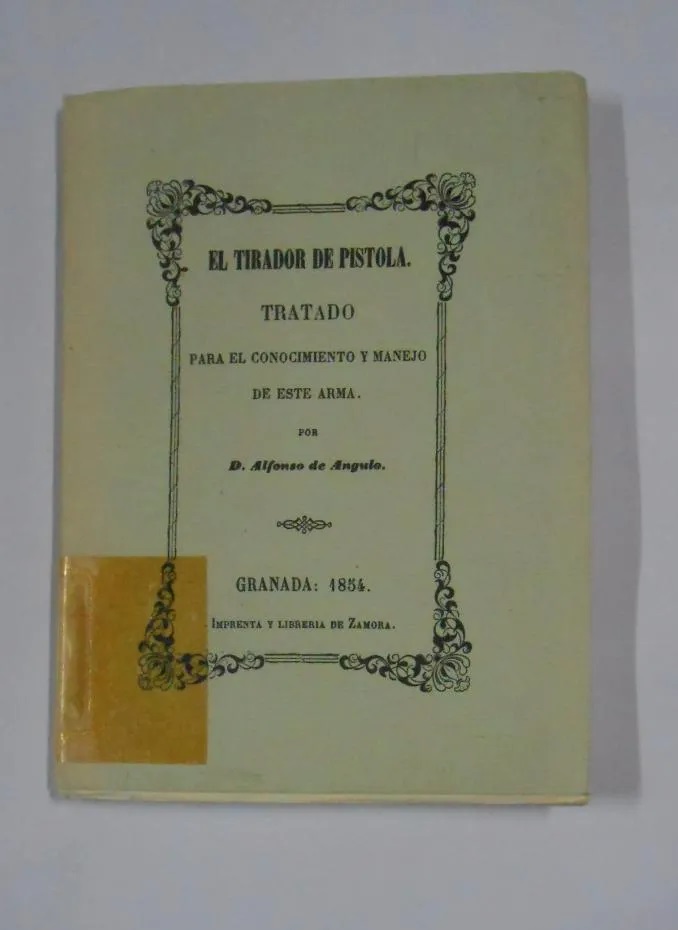 EL TIRADOR DE PISTOLA.
TRATADO
PARA EL CONOCIMIENTO Y MANEJO
DE ESTE ARMA.
POR
D. Alfonso de Angulo.
GRANADA: 1854.
IMPRENTA Y LIBRERIA DE ZAMORA.